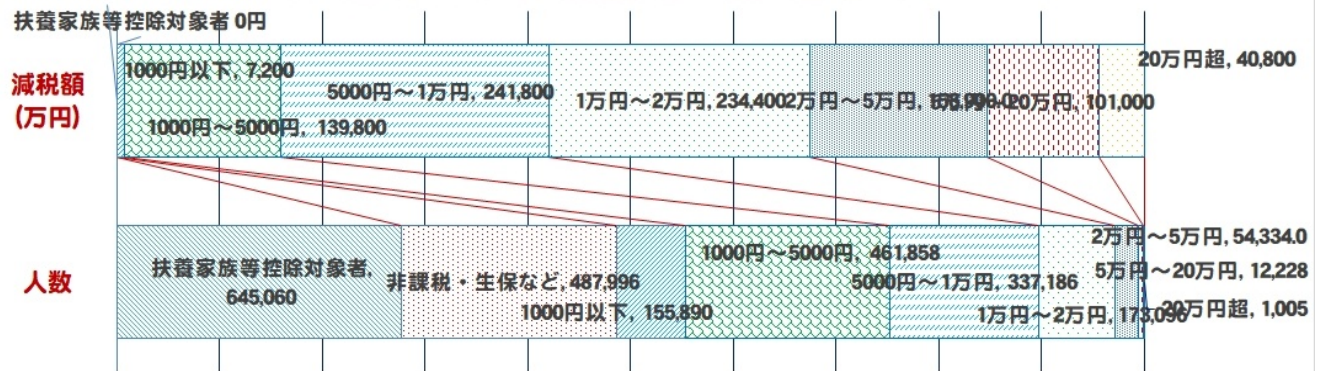 扶養家族等控除対象者 0円
減税額
(万円)
1000円以下, 7,200
1000円～5000円, 139,800
5000円～1万円, 241,800
1万円～2万円, 234,400
2万円～5万円,
20万円, 101,000
20万円超, 40,800
人数
扶養家族等控除対象者,
645,060
非課税・生保など, 487,996
1000円以下, 155,890
1000円～5000円, 461,858
5000円～1万円, 337,186
1万円～2万円, 173,096
2万円～5万円, 54,334.0
5万円～20万円, 12,228
20万円超, 1,005